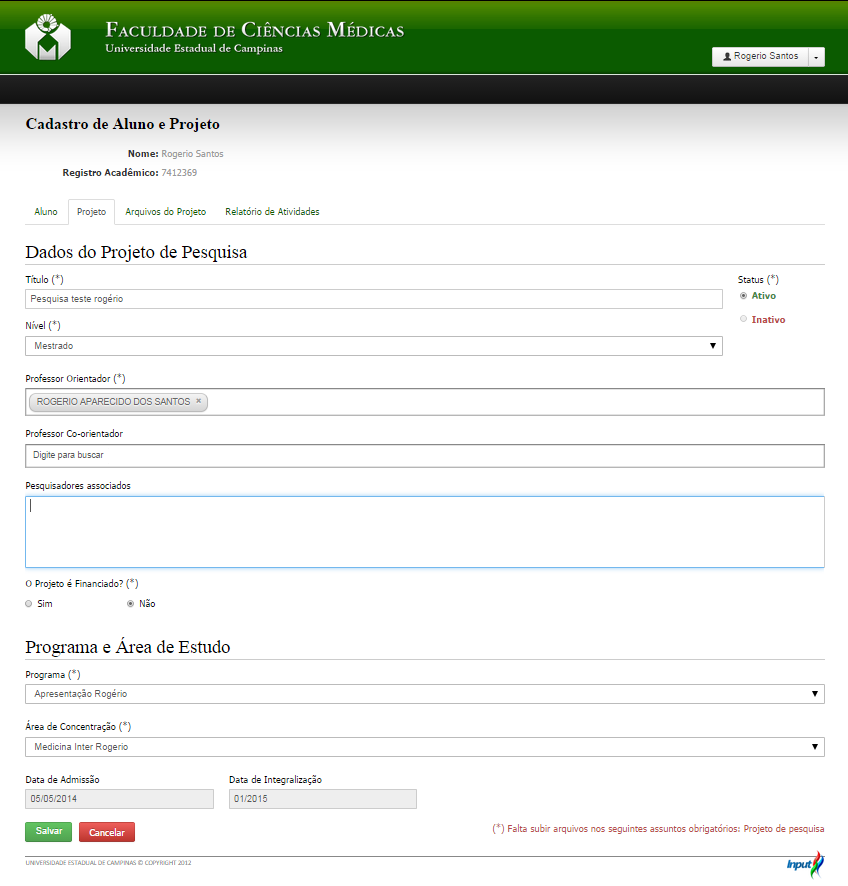 FACULDADE DE CIÊNCIAS MÉDICAS
Universidade Estadual de Campinas
Rogerio Santos
Cadastro de Aluno e Projeto
Nome: Rogerio Santos
Registro Acadêmico: 7412369
Aluno Projeto Arquivos do Projeto Relatório de Atividades
Dados do Projeto de Pesquisa
Título (*) Status (*)
Pesquisa teste rogério Ativo
Nível (*) Inativo
Mestrado
Professor Orientador (*)
ROGERIO APARECIDO DOS SANTOS ×
Professor Co-orientador
Digite para buscar
Pesquisadores associados
O Projeto é Financiado? (*)
Sim Não
Programa e Área de Estudo
Programa (*)
Apresentação Rogério
Área de Concentração (*)
Medicina Inter Rogerio
Data de Admissão Data de Integralização
05/05/2014 01/2015
Salvar Cancelar (*) Falta subir arquivos nos seguintes assuntos obrigatórios: Projeto de pesquisa
UNIVERSIDADE ESTADUAL DE CAMPINAS © COPYRIGHT 2012 Input